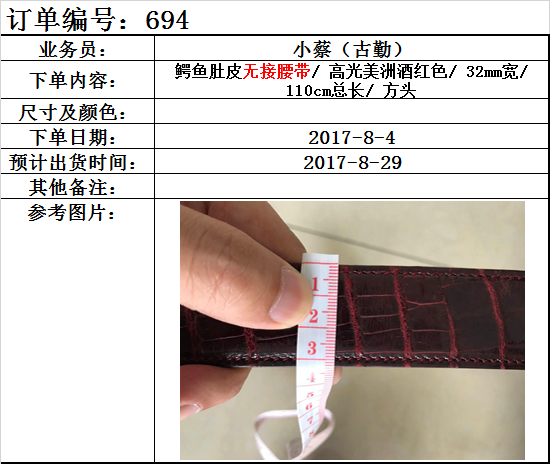 订单编号：694
业务员：
小蔡（古勤）
下单内容：
鳄鱼肚皮无接腰带/ 高光美洲酒红色/ 32mm宽/
110cm总长/ 方头
尺寸及颜色：
下单日期：
2017-8-4
预计出货时间：
2017-8-29
其他备注：
参考图片：
1
2
3
4
5
6
7